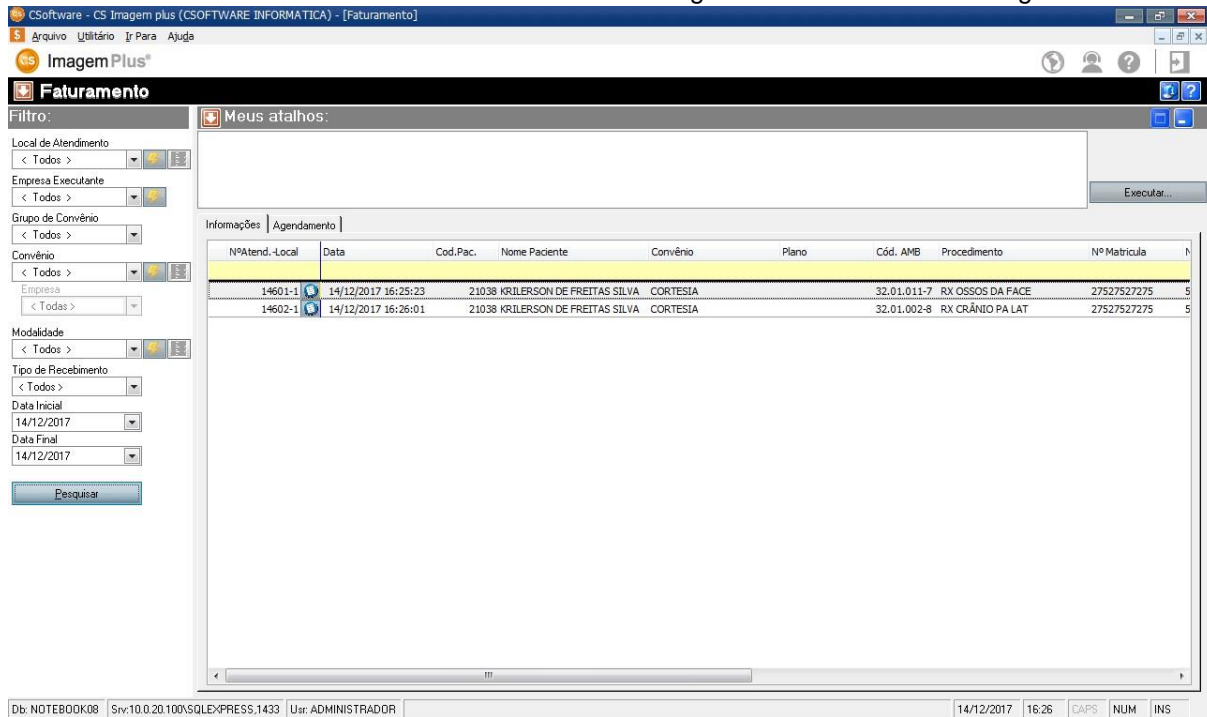 CSoftware - CS Imagem plus (CSOFTWARE INFORMATICA) - [Faturamento]
Arquivo Utilitário Ir Para Ajuda
CS ImagemPlus®
Faturamento
Filtro:
Meus atalhos:
Local de Atendimento
< Todos >
Empresa Executante
< Todos >
Executar...
Grupo de Convênio
< Todos >
Informações Agendamento
Convênio
< Todos >
Empresa
< Todas >
Modalidade
< Todos >
Tipo de Recebimento
< Todos >
Data Inicial
14/12/2017
Data Final
14/12/2017
Pesquisar
NºAtend.-Local Data Cod.Pac. Nome Paciente Convênio Plano Cód. AMB Procedimento Nº Matricula
14601-1 14/12/2017 16:25:23 21038 KRILERSON DE FREITAS SILVA CORTESIA 32.01.011-7 RX OSSOS DA FACE 27527527275 5
14602-1 14/12/2017 16:26:01 21038 KRILERSON DE FREITAS SILVA CORTESIA 32.01.002-8 RX CRÂNIO PA LAT 27527527275 5
Db: NOTEBOOK08 Srv:10.0.20.100\SQLEXPRESS,1433 Usr: ADMINISTRADOR 14/12/2017 16:26 CAPS NUM INS